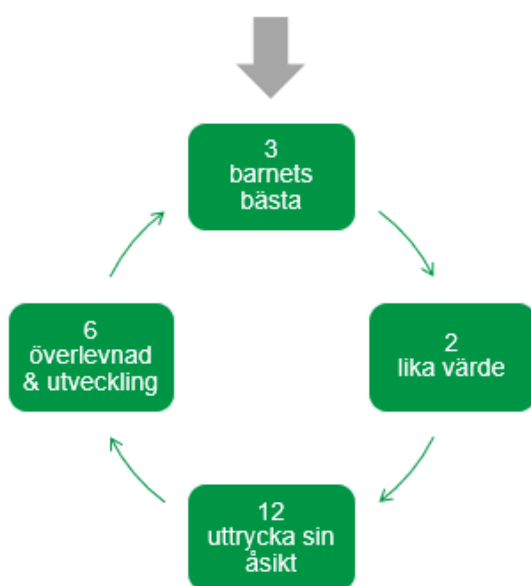 3
barnets
bästa
2
lika värde
12
uttrycka sin
åsikt
6
överlevnad
& utveckling